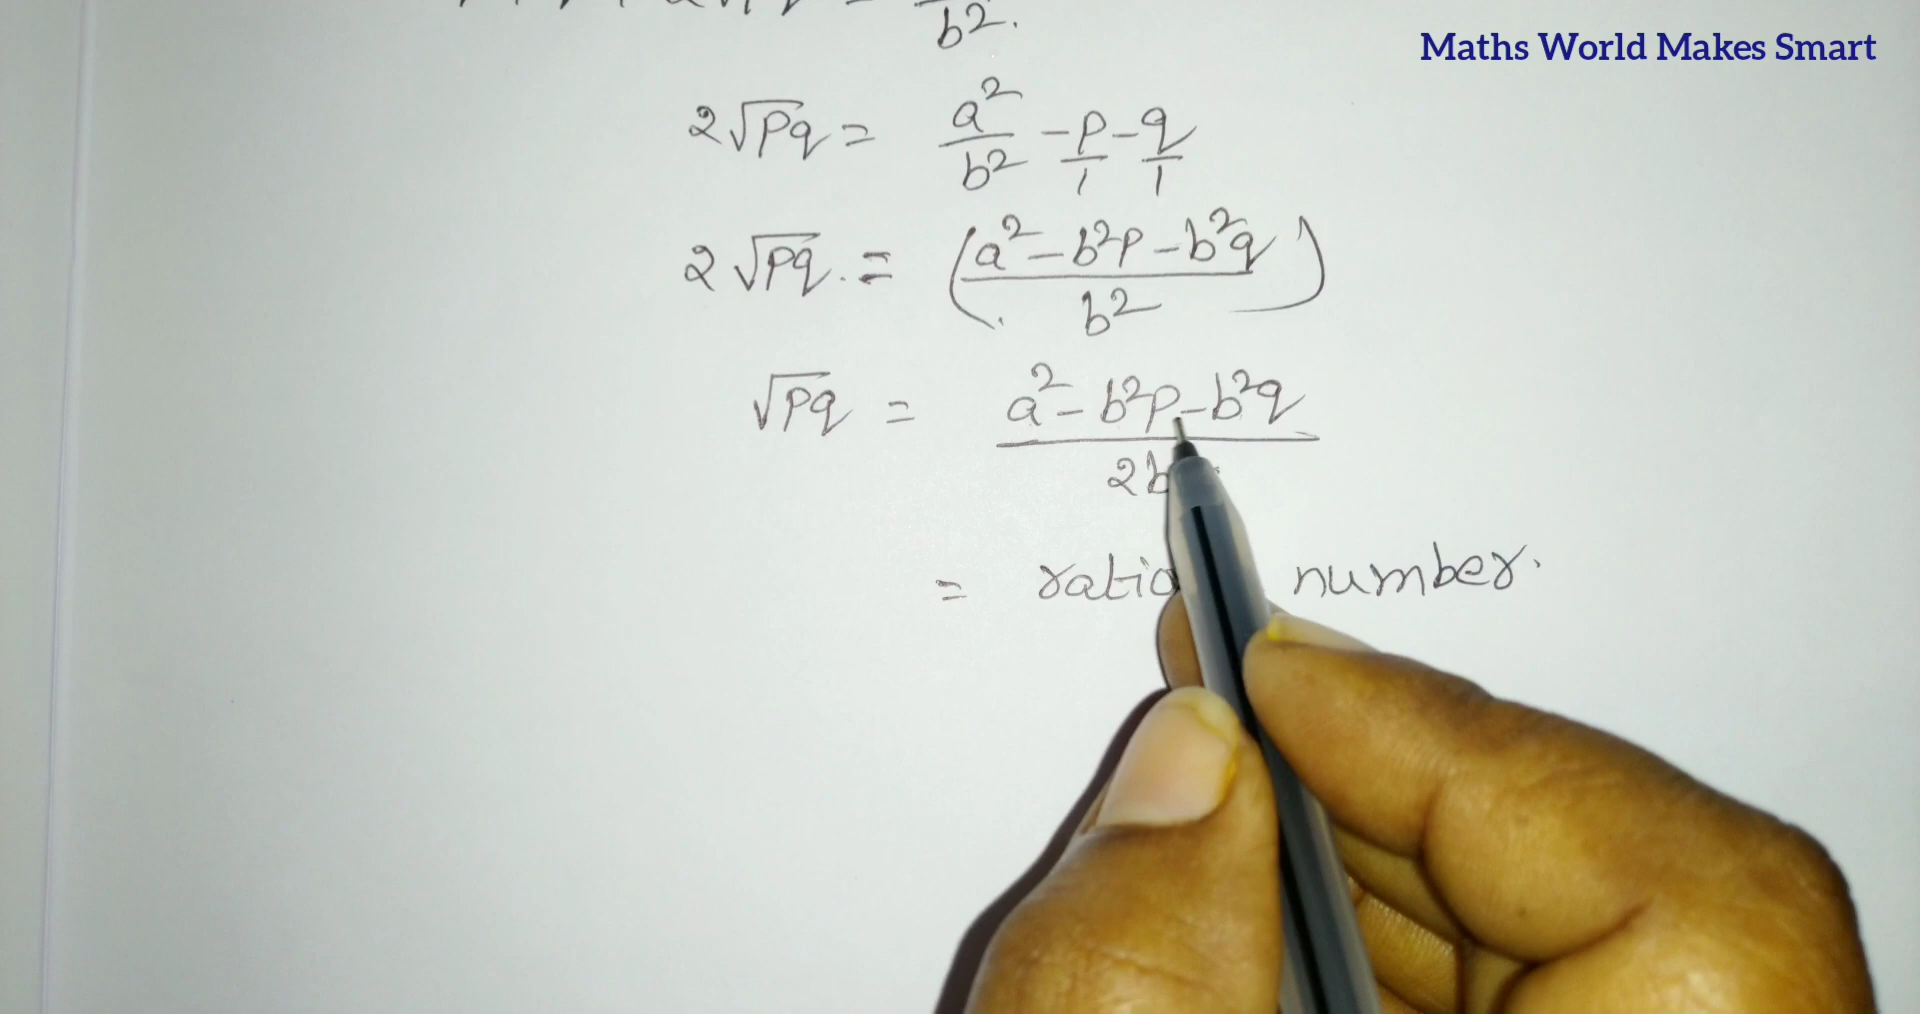 Maths World Makes Smart
b².
2√pq = a²/b² - p/1 - q/1
2√pq. = (a² - b²p - b²q / b²)
√pq = a² - b²p - b²q / 2b
= number.